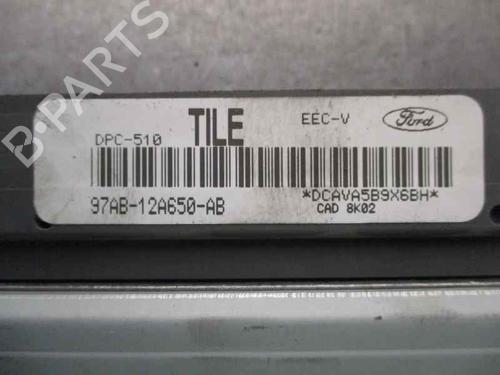 DPC-510 TILE EEC-V Ford
97AB-12A650-AB *DCAVA5B9X6BH*
CAD 8K02
B-PARTS